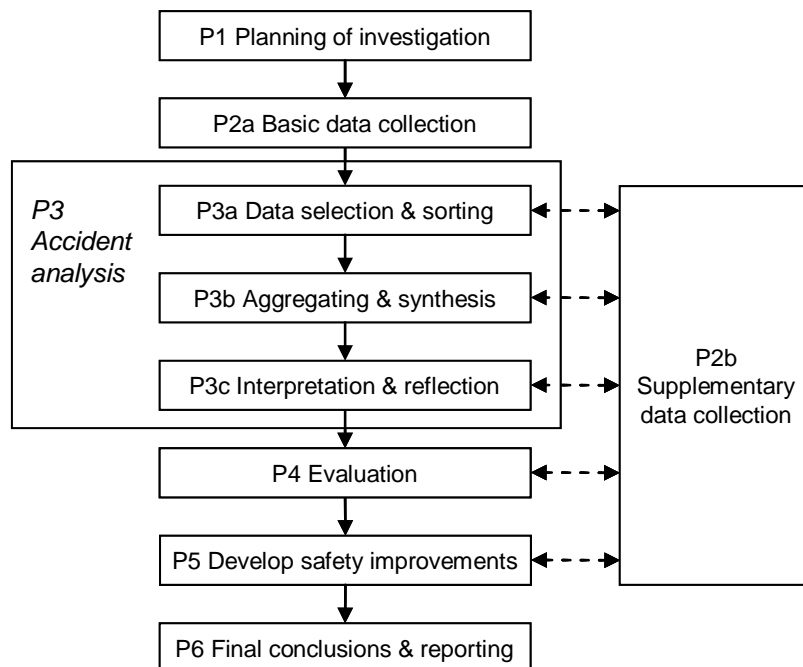 P1 Planning of investigation
P2a Basic data collection
P3
Accident
analysis
P3a Data selection & sorting
P3b Aggregating & synthesis
P3c Interpretation & reflection
P2b
Supplementary
data collection
P4 Evaluation
P5 Develop safety improvements
P6 Final conclusions & reporting